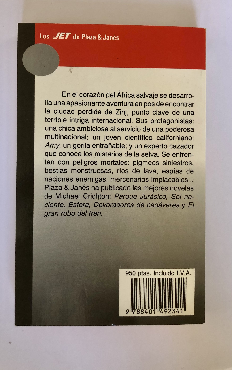 Los JET de Plaza & Janés
En el corazón del África salvaje se desarro-
lla una apasionante aventura en pos de encontrar
la ciudad perdida de Zinj, punto clave de una
terrible intriga internacional. Sus protagonistas:
una chica ambiciosa al servicio de una poderosa
multinacional; un joven científico californiano;
Amy, un gorila entrañable; y un experto cazador
que conoce los misterios de la selva. Se enfren-
tan con peligros mortales: pigmeos siniestros,
bestias monstruosas, ríos de lava, espías de
naciones enemigas, mercenarios implacables...
Plaza & Janés ha publicado las mejores novelas
de Michael Crichton: Parque Jurásico, Sol na-
ciente, Esfera, Devoradores de cadáveres y El
gran robo del tren.
950 ptas. Incluido I.V.A.
9 788401 492341